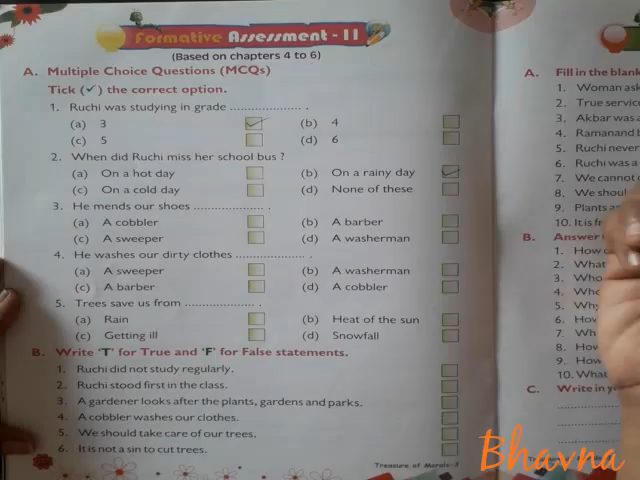 Formative Assessment - II
(Based on chapters 4 to 6)
A. Multiple Choice Questions (MCQs)
Tick (✓) the correct option.
1. Ruchi was studying in grade .................... .
(a) 3 ✓ (b) 4
(c) 5 (d) 6
2. When did Ruchi miss her school bus ?
(a) On a hot day (b) On a rainy day ✓
(c) On a cold day (d) None of these
3. He mends our shoes .................... .
(a) A cobbler (b) A barber
(c) A sweeper (d) A washerman
4. He washes our dirty clothes .................... .
(a) A sweeper (b) A washerman
(c) A barber (d) A cobbler
5. Trees save us from .................... .
(a) Rain (b) Heat of the sun
(c) Getting ill (d) Snowfall
B. Write 'T' for True and 'F' for False statements.
1. Ruchi did not study regularly.
2. Ruchi stood first in the class.
3. A gardener looks after the plants, gardens and parks.
4. A cobbler washes our clothes.
5. We should take care of our trees.
6. It is not a sin to cut trees.
Treasure of Morals-3
A. Fill in the blank
1. Woman ask
2. True servic
3. Akbar was
4. Ramanand
5. Ruchi never
6. Ruchi was a
7. We cannot
8. We shoul
9. Plants
10. It is
B. Answer
1. How
2. What
3. Who
4. Who
5. Why
6. How
7. Wh
8. How
9. How
10. What
C. Write in y
Bhavna